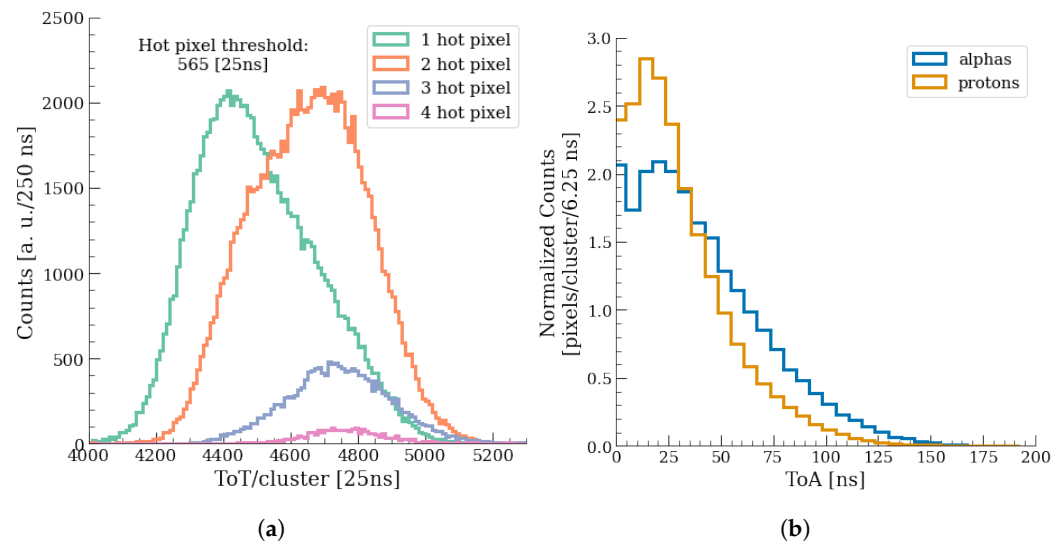 2500
2000
1500
1000
500
0
Counts [a. u./250 ns]
Hot pixel threshold:
565 [25ns]
1 hot pixel
2 hot pixel
3 hot pixel
4 hot pixel
4000 4200 4400 4600 4800 5000 5200
ToT/cluster [25ns]
(a)
3.0
2.5
2.0
1.5
1.0
0.5
0.0
Normalized Counts
[pixels/cluster/6.25 ns]
alphas
protons
0 25 50 75 100 125 150 175 200
ToA [ns]
(b)